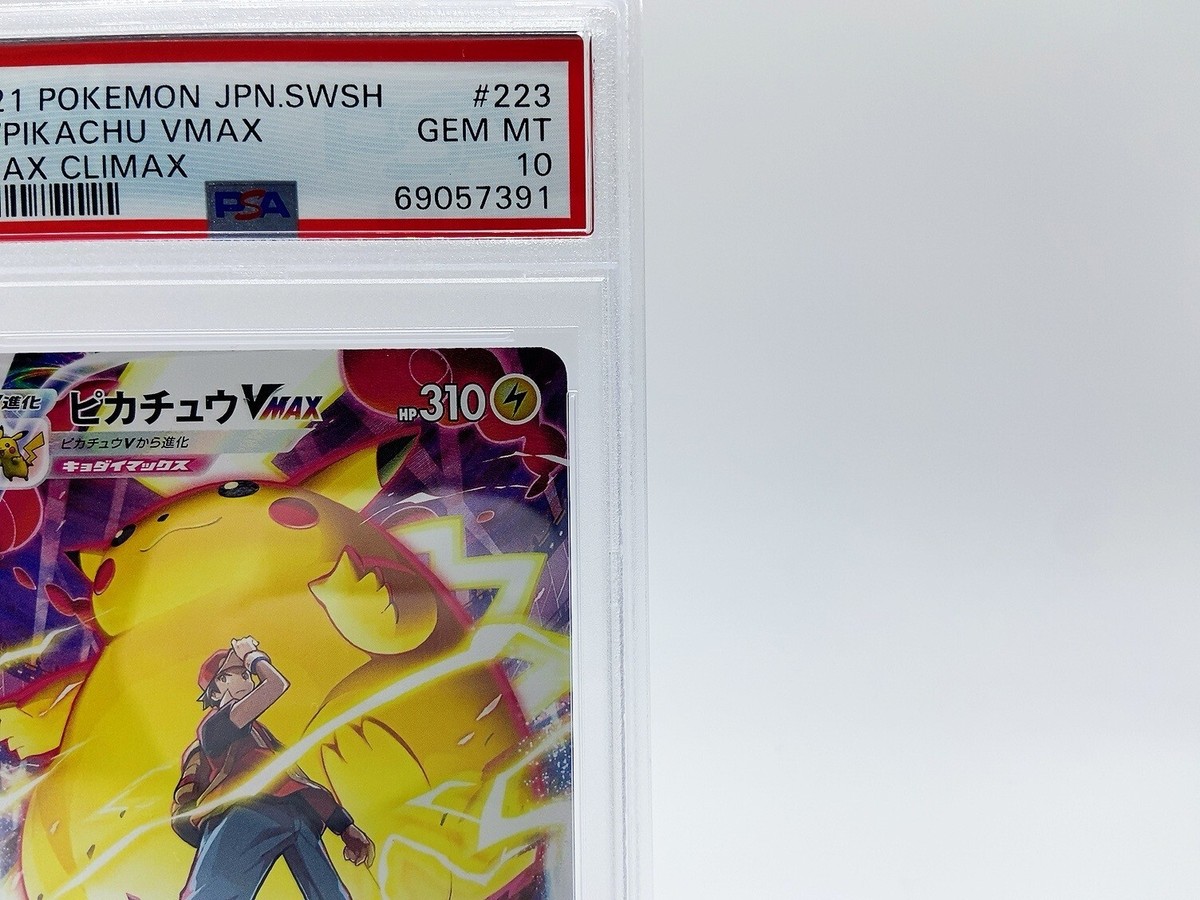 21 POKEMON JPN.SWSH #223
/PIKACHU VMAX GEM MT
AX CLIMAX 10
PSA 69057391
進化 ピカチュウVMAX HP310
ピカチュウVから進化
キョダイマックス